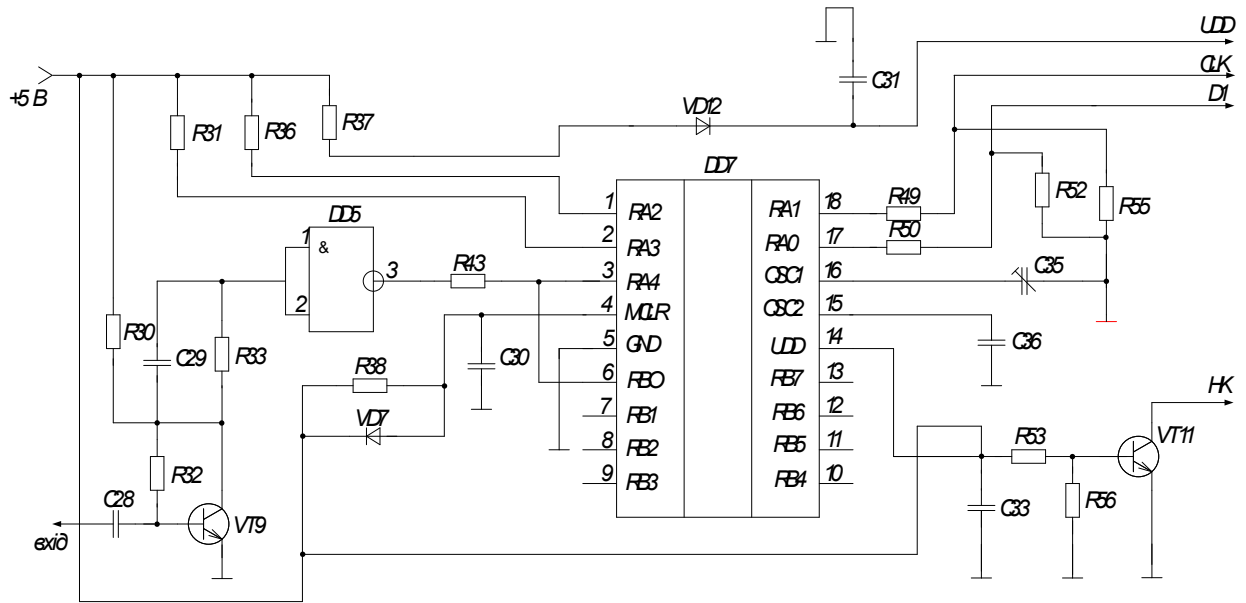 UDD
CLK
D1
+5 В
R31
R36
R37
VD12
C31
DD7
R52
R55
DD5
1
&
2
3
R43
R30
C29
R33
R38
VD7
C30
1 RA2
2 RA3
3 RA4
4 MCLR
5 GND
6 RB0
7 RB1
8 RB2
9 RB3
RA1 18
RA0 17
OSC1 16
OSC2 15
UDD 14
RB7 13
RB6 12
RB5 11
RB4 10
R49
R50
C35
C36
НК
VT11
R53
R56
C33
R32
C28
VT9
вхід